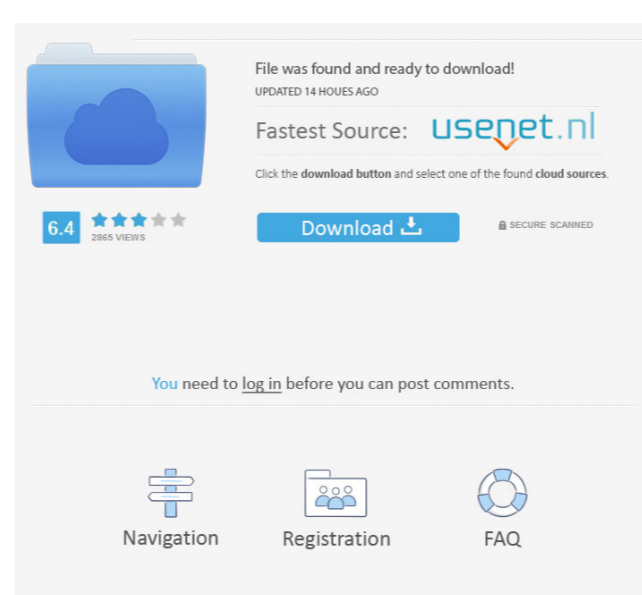 File was found and ready to download!
UPDATED 14 HOUES AGO
Fastest Source: usenet.nl
Click the download button and select one of the found cloud sources.
6.4
2865 VIEWS
Download
SECURE SCANNED
You need to log in before you can post comments.
Navigation
Registration
FAQ